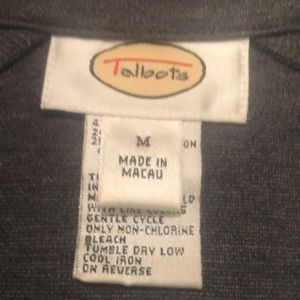 Talbots
M
MADE IN
MACAU
ON
WITH LIKE COLORS
GENTLE CYCLE
ONLY NON-CHLORINE
BLEACH
TUMBLE DRY LOW
COOL IRON
ON REVERSE